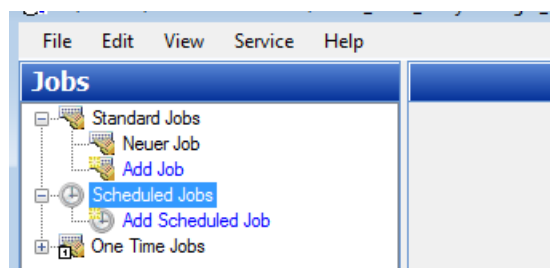 File Edit View Service Help
Jobs
Standard Jobs
Neuer Job
Add Job
Scheduled Jobs
Add Scheduled Job
1
One Time Jobs